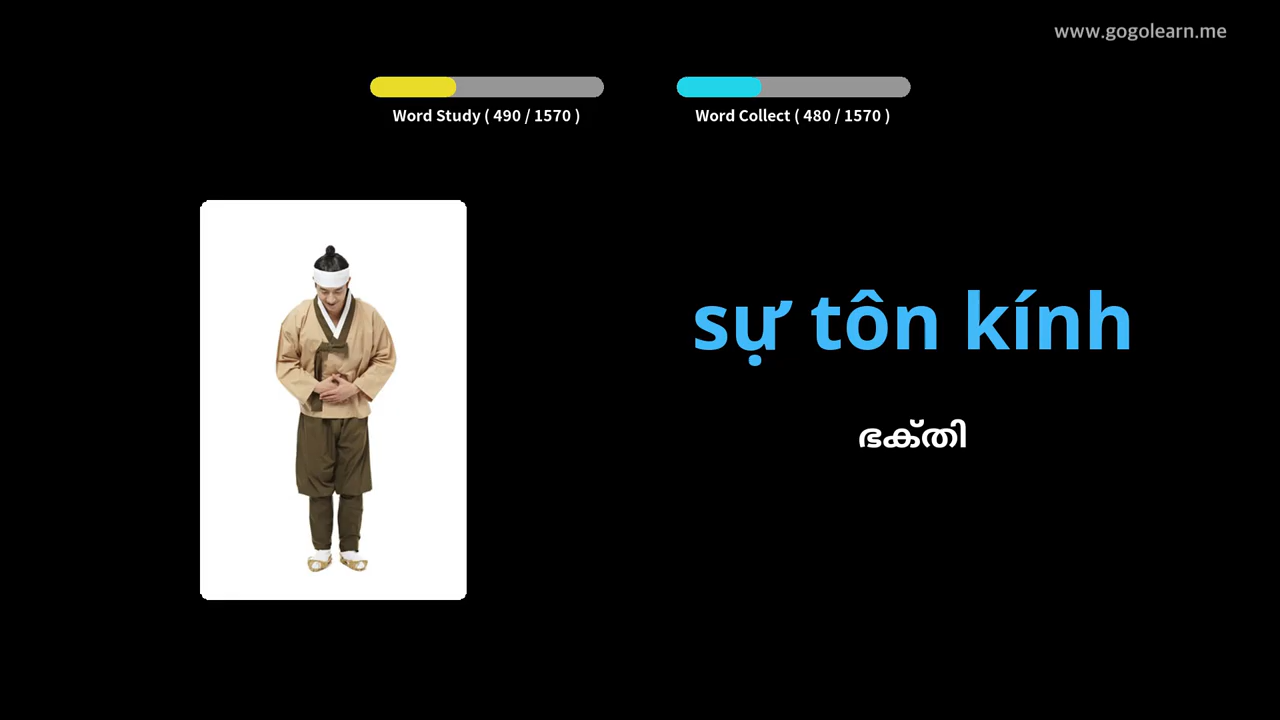 www.gogolearn.me
Word Study ( 490 / 1570 )
Word Collect ( 480 / 1570 )
sự tôn kính
ഭക്തി